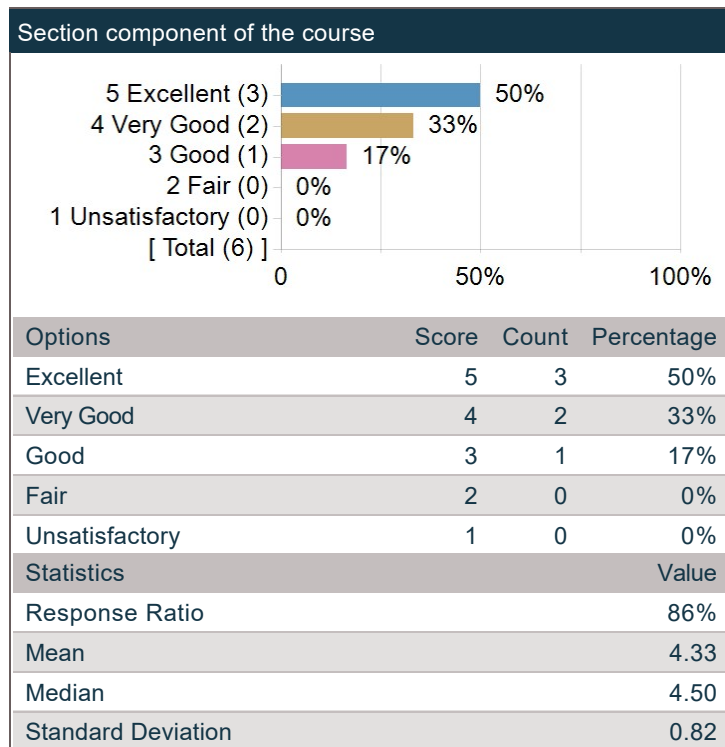 Section component of the course
5 Excellent (3) 50%
4 Very Good (2) 33%
3 Good (1) 17%
2 Fair (0) 0%
1 Unsatisfactory (0) 0%
[ Total (6) ]
0 50% 100%
Options Score Count Percentage
Excellent 5 3 50%
Very Good 4 2 33%
Good 3 1 17%
Fair 2 0 0%
Unsatisfactory 1 0 0%
Statistics Value
Response Ratio 86%
Mean 4.33
Median 4.50
Standard Deviation 0.82